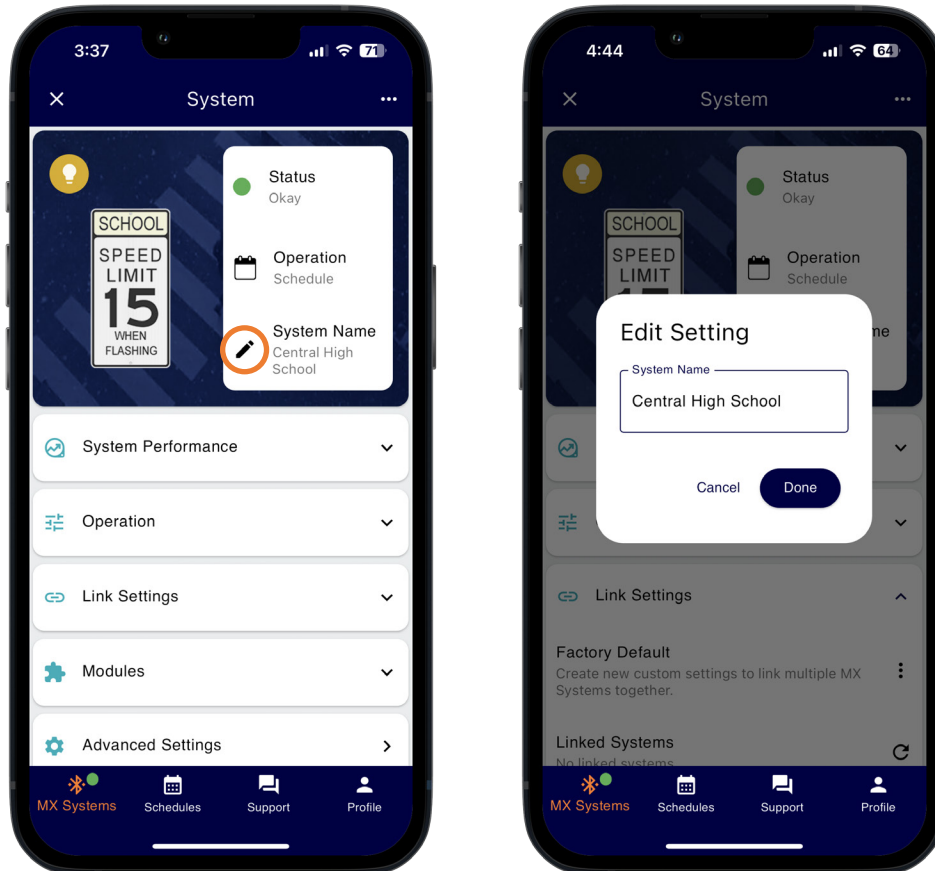 3:37
71
System
Status
Okay
SCHOOL
SPEED
LIMIT
15
WHEN
FLASHING
Operation
Schedule
System Name
Central High
School
System Performance
Operation
Link Settings
Modules
Advanced Settings
MX Systems
Schedules
Support
Profile
4:44
64
System
Status
Okay
SCHOOL
SPEED
LIMIT
Operation
Schedule
Edit Setting
System Name
Central High School
Cancel
Done
Link Settings
Factory Default
Create new custom settings to link multiple MX
Systems together.
Linked Systems
No linked systems
MX Systems
Schedules
Support
Profile